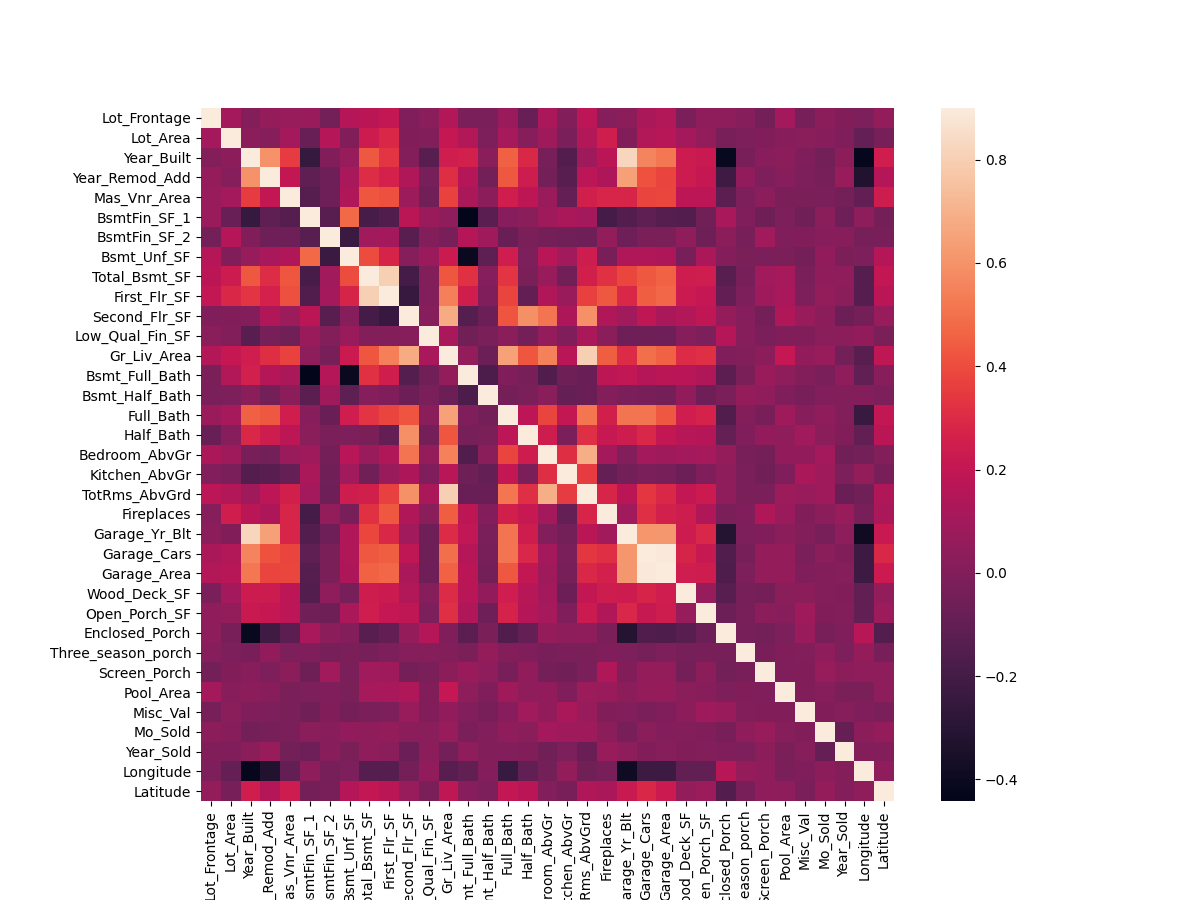 Lot_Frontage
Lot_Area
Year_Built
Year_Remod_Add
Mas_Vnr_Area
BsmtFin_SF_1
BsmtFin_SF_2
Bsmt_Unf_SF
Total_Bsmt_SF
First_Flr_SF
Second_Flr_SF
Low_Qual_Fin_SF
Gr_Liv_Area
Bsmt_Full_Bath
Bsmt_Half_Bath
Full_Bath
Half_Bath
Bedroom_AbvGr
Kitchen_AbvGr
TotRms_AbvGrd
Fireplaces
Garage_Yr_Blt
Garage_Cars
Garage_Area
Wood_Deck_SF
Open_Porch_SF
Enclosed_Porch
Three_season_porch
Screen_Porch
Pool_Area
Misc_Val
Mo_Sold
Year_Sold
Longitude
Latitude
Lot_Frontage
Lot_Area
Year_Built
_Remod_Add
as_Vnr_Area
smtFin_SF_1
smtFin_SF_2
Bsmt_Unf_SF
tal_Bsmt_SF
First_Flr_SF
econd_Flr_SF
_Qual_Fin_SF
Gr_Liv_Area
mt_Full_Bath
nt_Half_Bath
Full_Bath
Half_Bath
room_AbvGr
tchen_AbvGr
Rms_AbvGrd
Fireplaces
arage_Yr_Blt
Garage_Cars
Garage_Area
ood_Deck_SF
en_Porch_SF
closed_Porch
eason_porch
Screen_Porch
Pool_Area
Misc_Val
Mo_Sold
Year_Sold
Longitude
Latitude
0.8
0.6
0.4
0.2
0.0
−0.2
−0.4